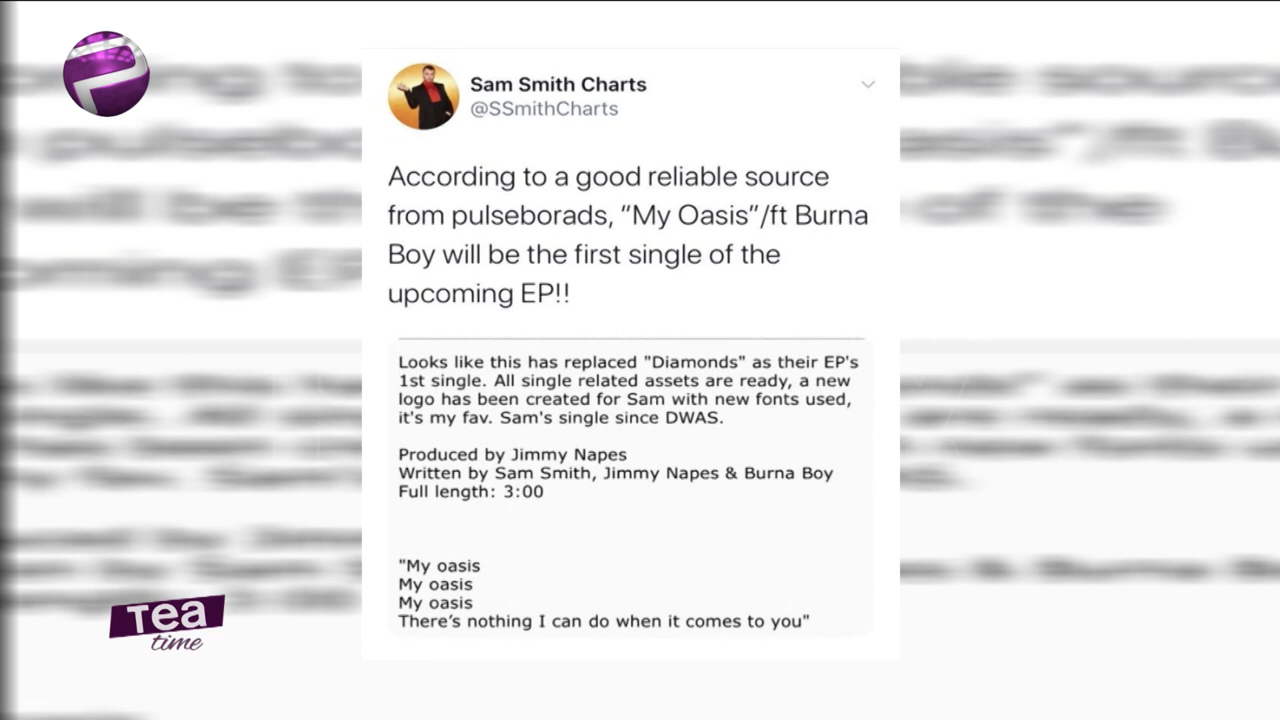 Sam Smith Charts
@SSmithCharts
According to a good reliable source
from pulseborads, “My Oasis”/ft Burna
Boy will be the first single of the
upcoming EP!!
Looks like this has replaced "Diamonds" as their EP's
1st single. All single related assets are ready, a new
logo has been created for Sam with new fonts used,
it's my fav. Sam's single since DWAS.
Produced by Jimmy Napes
Written by Sam Smith, Jimmy Napes & Burna Boy
Full length: 3:00
"My oasis
My oasis
My oasis
There’s nothing I can do when it comes to you"
Tea
time